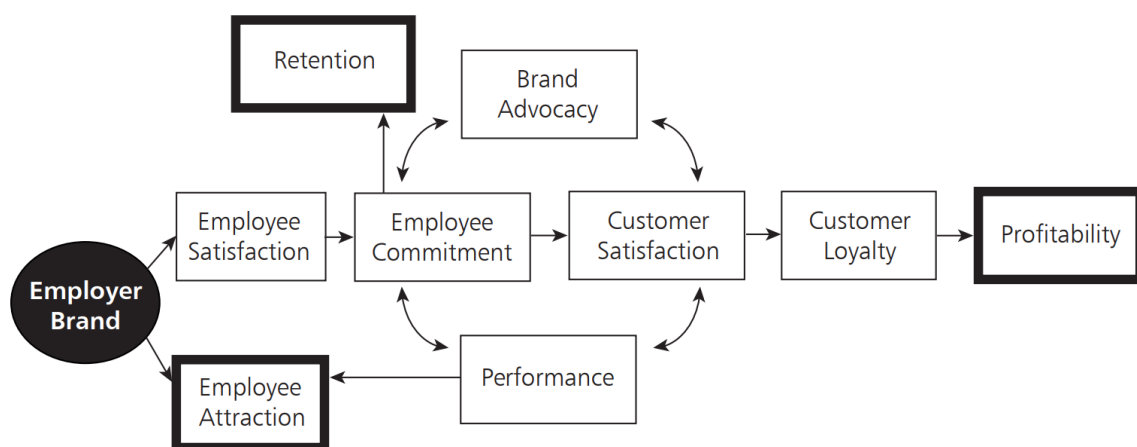 Retention
Brand
Advocacy
Employee
Satisfaction
Employee
Commitment
Customer
Satisfaction
Customer
Loyalty
Profitability
Employer
Brand
Employee
Attraction
Performance